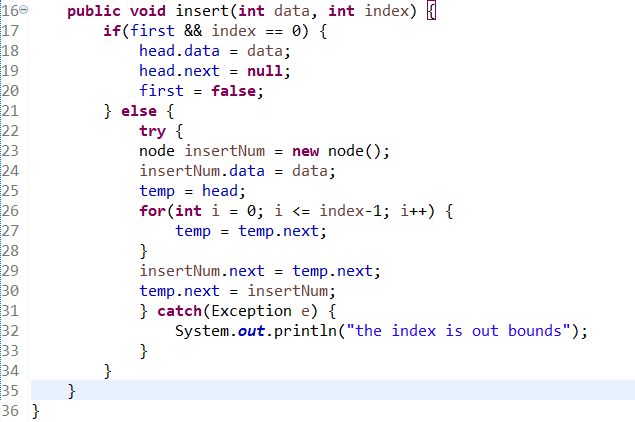 16 public void insert(int data, int index) {
17 if(first && index == 0) {
18 head.data = data;
19 head.next = null;
20 first = false;
21 } else {
22 try {
23 node insertNum = new node();
24 insertNum.data = data;
25 temp = head;
26 for(int i = 0; i <= index-1; i++) {
27 temp = temp.next;
28 }
29 insertNum.next = temp.next;
30 temp.next = insertNum;
31 } catch(Exception e) {
32 System.out.println("the index is out bounds");
33 }
34 }
35 }
36 }